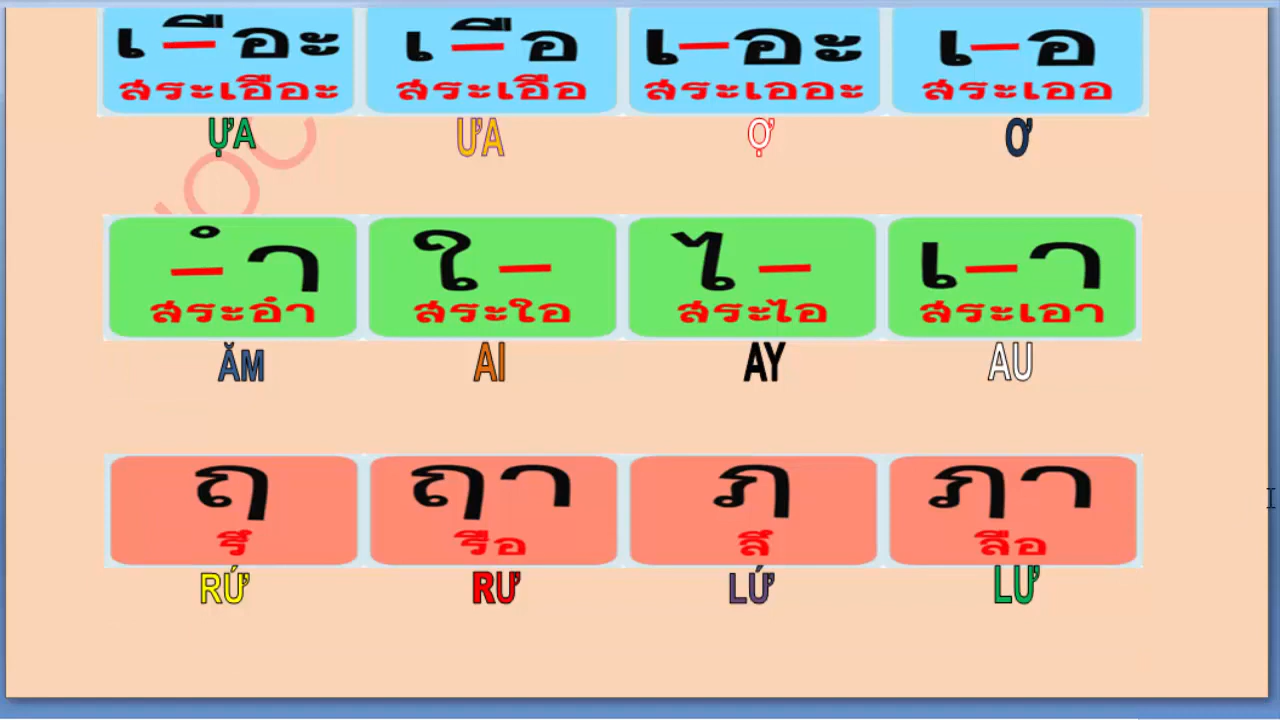 เ–ือะ เ–ือ เ–อะ เ–อ
สระเอือะ สระเอือ สระเออะ สระเออ
ỰA ƯA Ợ Ơ
–ำ ใ– ไ– เ–า
สระอำ สระใอ สระไอ สระเอา
ĂM AI AY AU
ฤ ฤา ฦ ฦา
รึ รือ ลึ ลือ
RỨ RƯ LỨ LƯ